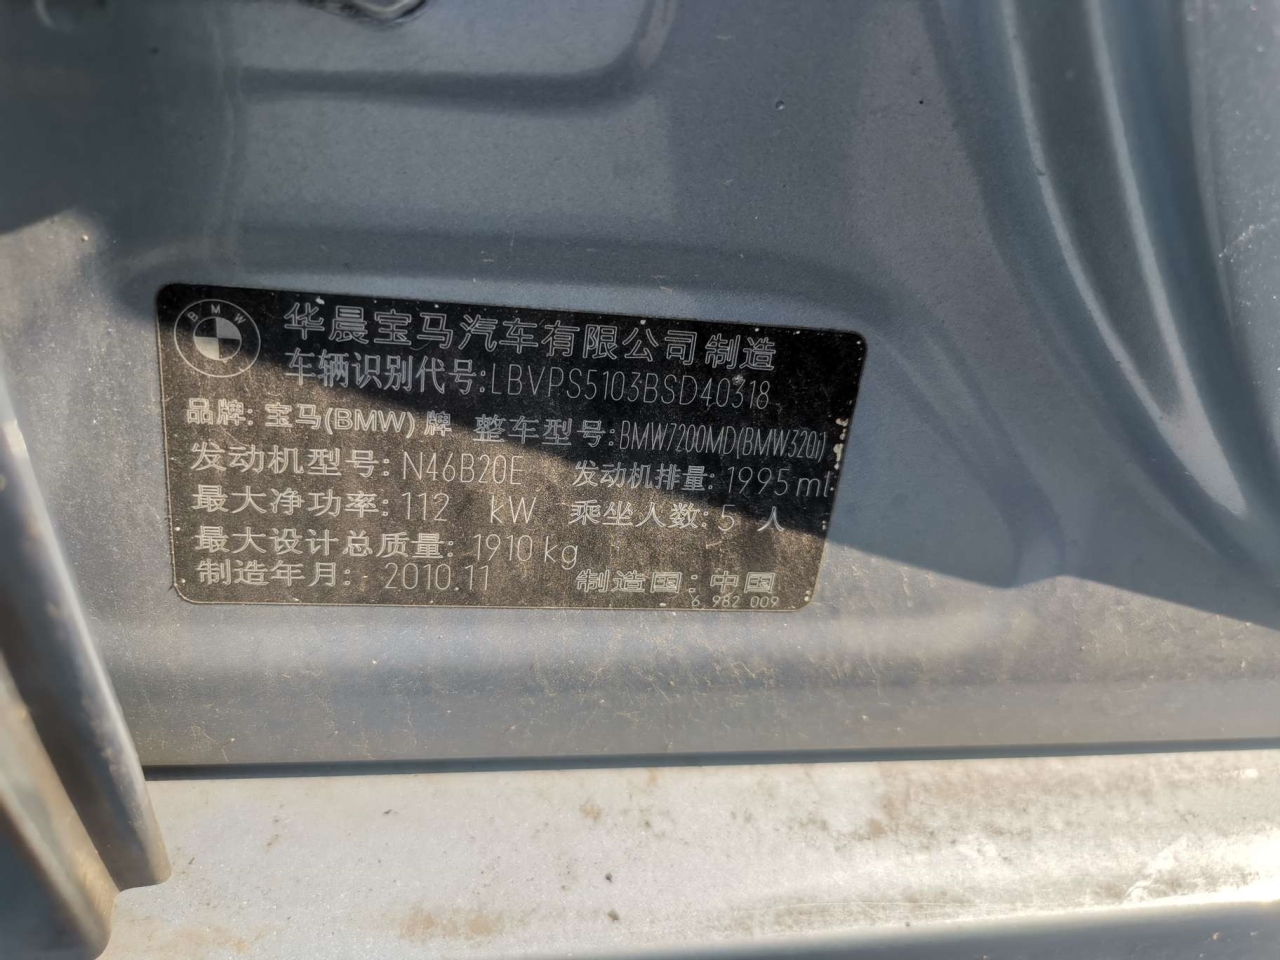 BMW
华晨宝马汽车有限公司制造
车辆识别代号:LBVPS5103BSD40318
品牌: 宝马(BMW)牌 整车型号:BMW7200MD(BMW320i)
发动机型号: N46B20E 发动机排量: 1995 ml
最大净功率: 112 kW 乘坐人数: 5 人
最大设计总质量: 1910 kg
制造年月: 2010.11 制造国: 中国
6 982 009